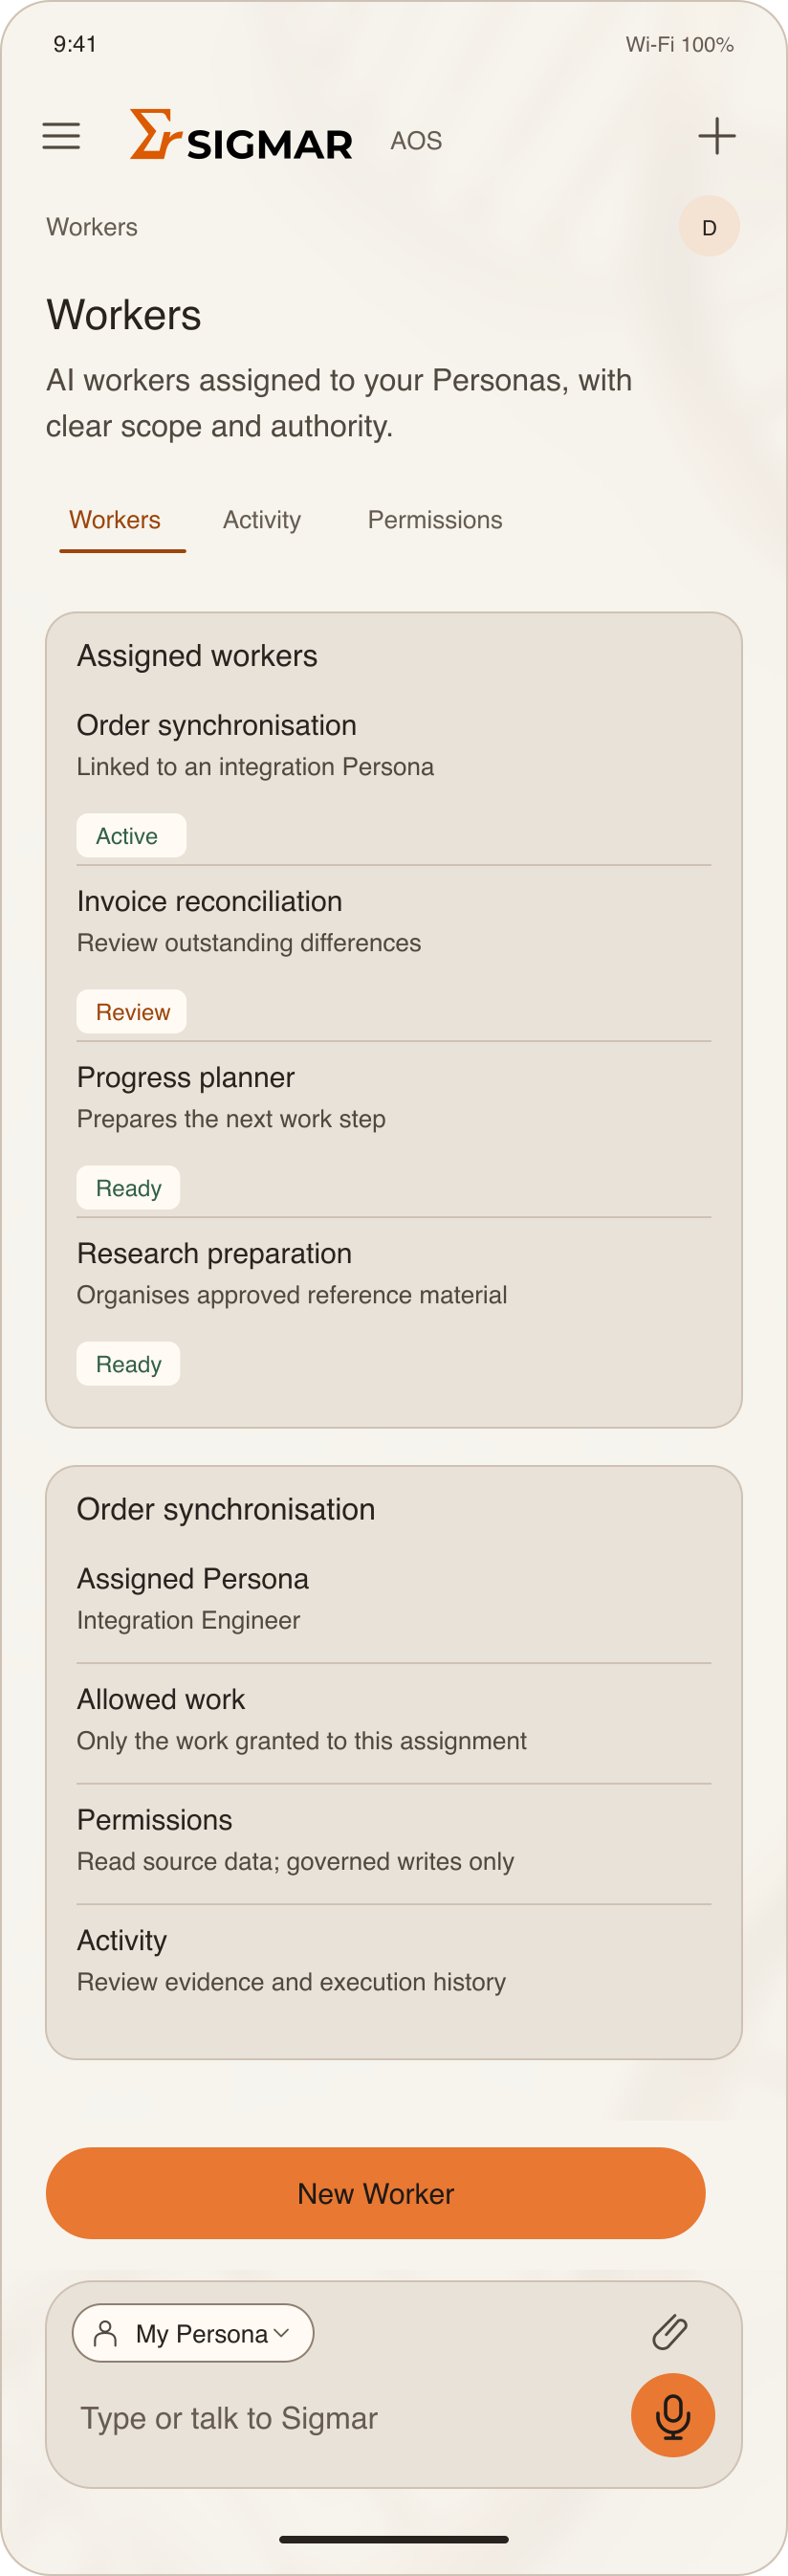 9:41
Wi-Fi 100%
Σr SIGMAR AOS
Workers
D
Workers
AI workers assigned to your Personas, with
clear scope and authority.
Workers
Activity
Permissions
Assigned workers
Order synchronisation
Linked to an integration Persona
Active
Invoice reconciliation
Review outstanding differences
Review
Progress planner
Prepares the next work step
Ready
Research preparation
Organises approved reference material
Ready
Order synchronisation
Assigned Persona
Integration Engineer
Allowed work
Only the work granted to this assignment
Permissions
Read source data; governed writes only
Activity
Review evidence and execution history
New Worker
My Persona
Type or talk to Sigmar